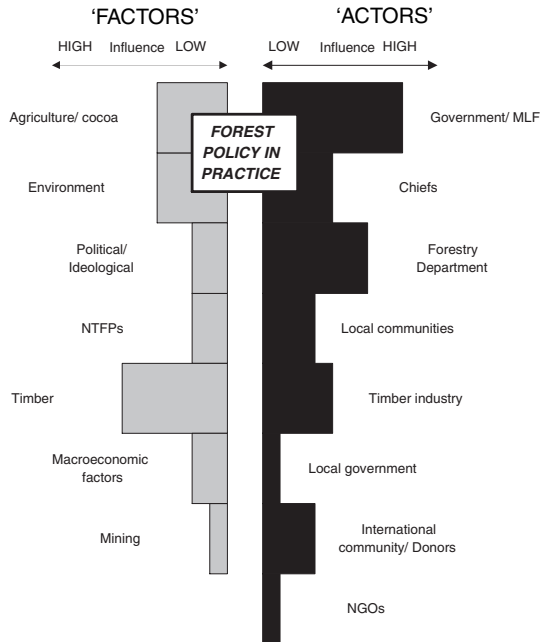 ‘FACTORS’
‘ACTORS’
HIGH Influence LOW
LOW Influence HIGH
Agriculture/ cocoa
FOREST
POLICY IN
PRACTICE
Government/ MLF
Environment
Chiefs
Political/
Ideological
Forestry
Department
NTFPs
Local communities
Timber
Timber industry
Macroeconomic
factors
Local government
Mining
International
community/ Donors
NGOs